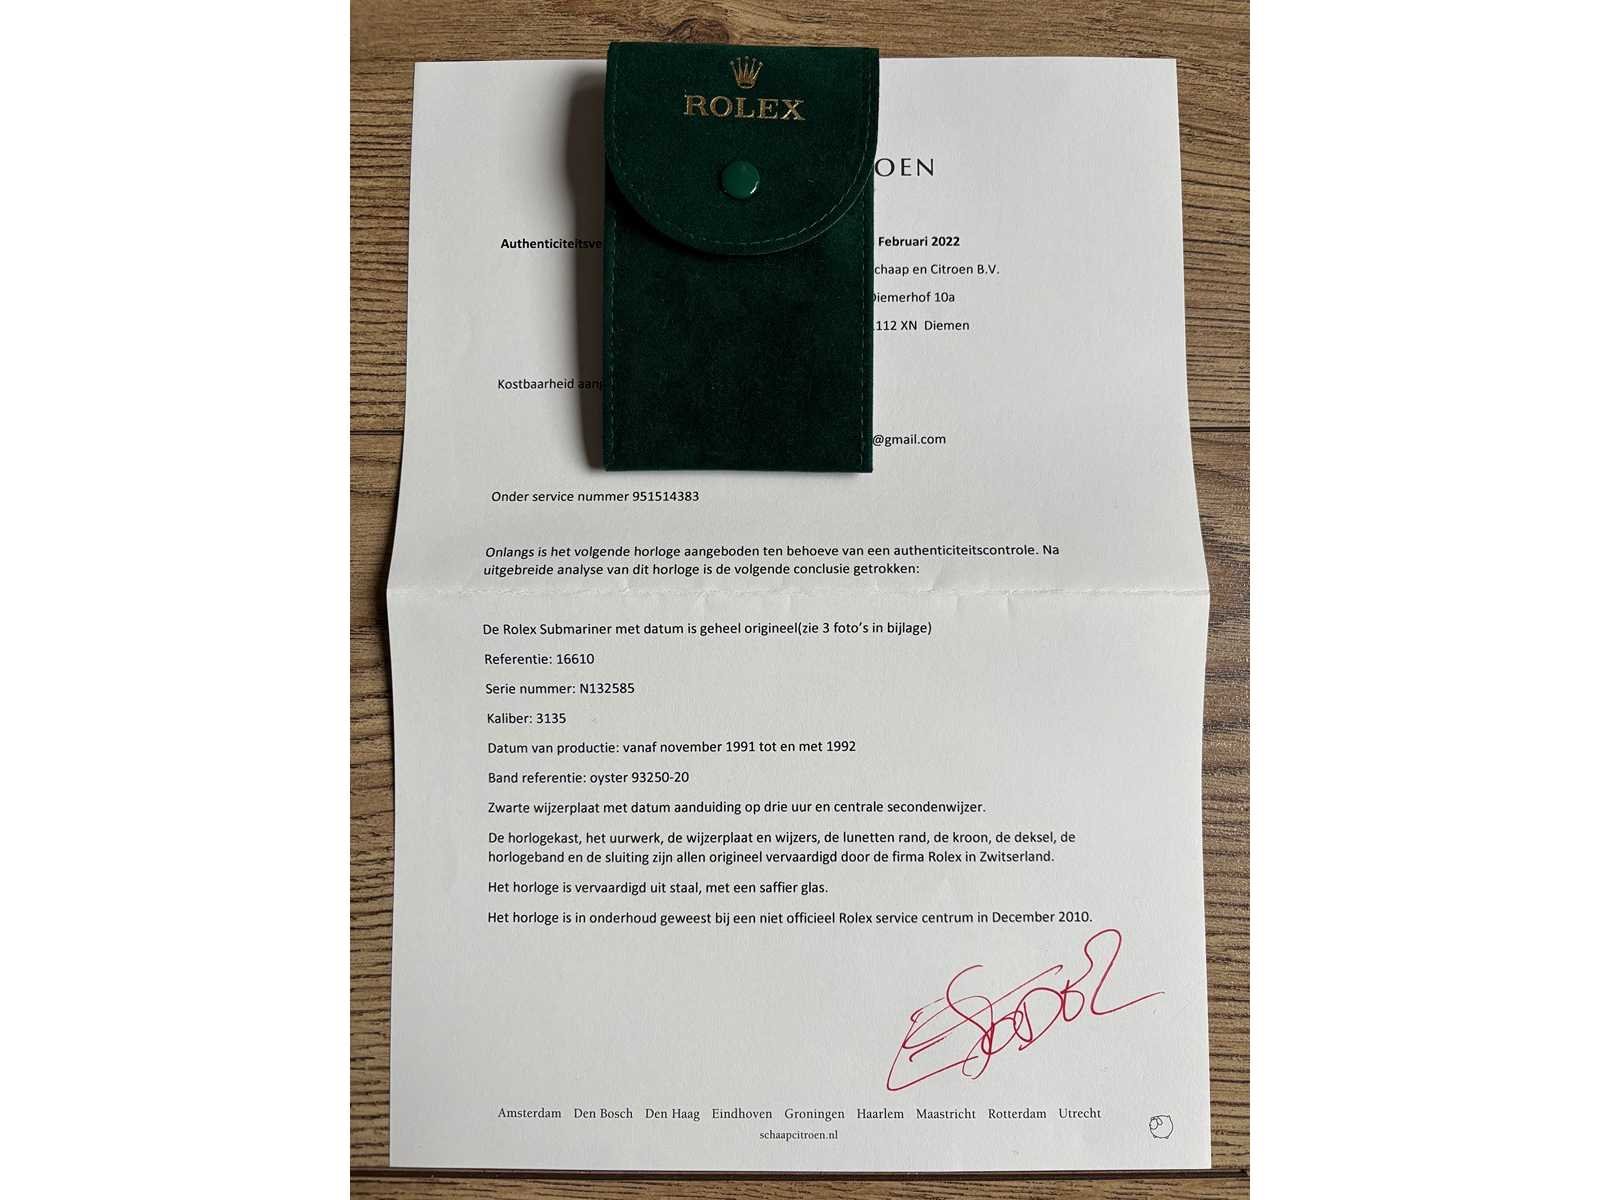 ROLEX
OEN
Februari 2022
Schaap en Citroen B.V.
Diemerhof 10a
1112 XN Diemen
Kostbaarheid
@gmail.com
Onder service nummer 951514383
Onlangs is het volgende horloge aangeboden ten behoeve van een authenticiteitscontrole. Na
uitgebreide analyse van dit horloge is de volgende conclusie getrokken:
De Rolex Submariner met datum is geheel origineel(zie 3 foto's in bijlage)
Referentie: 16610
Serie nummer: N132585
Kaliber: 3135
Datum van productie: vanaf november 1991 tot en met 1992
Band referentie: oyster 93250-20
Zwarte wijzerplaat met datum aanduiding op drie uur en centrale secondenwijzer.
De horlogekast, het uurwerk, de wijzerplaat en wijzers, de lunetten rand, de kroon, de deksel, de
horlogeband en de sluiting zijn allen origineel vervaardigd door de firma Rolex in Zwitserland.
Het horloge is vervaardigd uit staal, met een saffier glas.
Het horloge is in onderhoud geweest bij een niet officieel Rolex service centrum in December 2010.
Amsterdam Den Bosch Den Haag Eindhoven Groningen Haarlem Maastricht Rotterdam Utrecht
schaapcitroen.nl